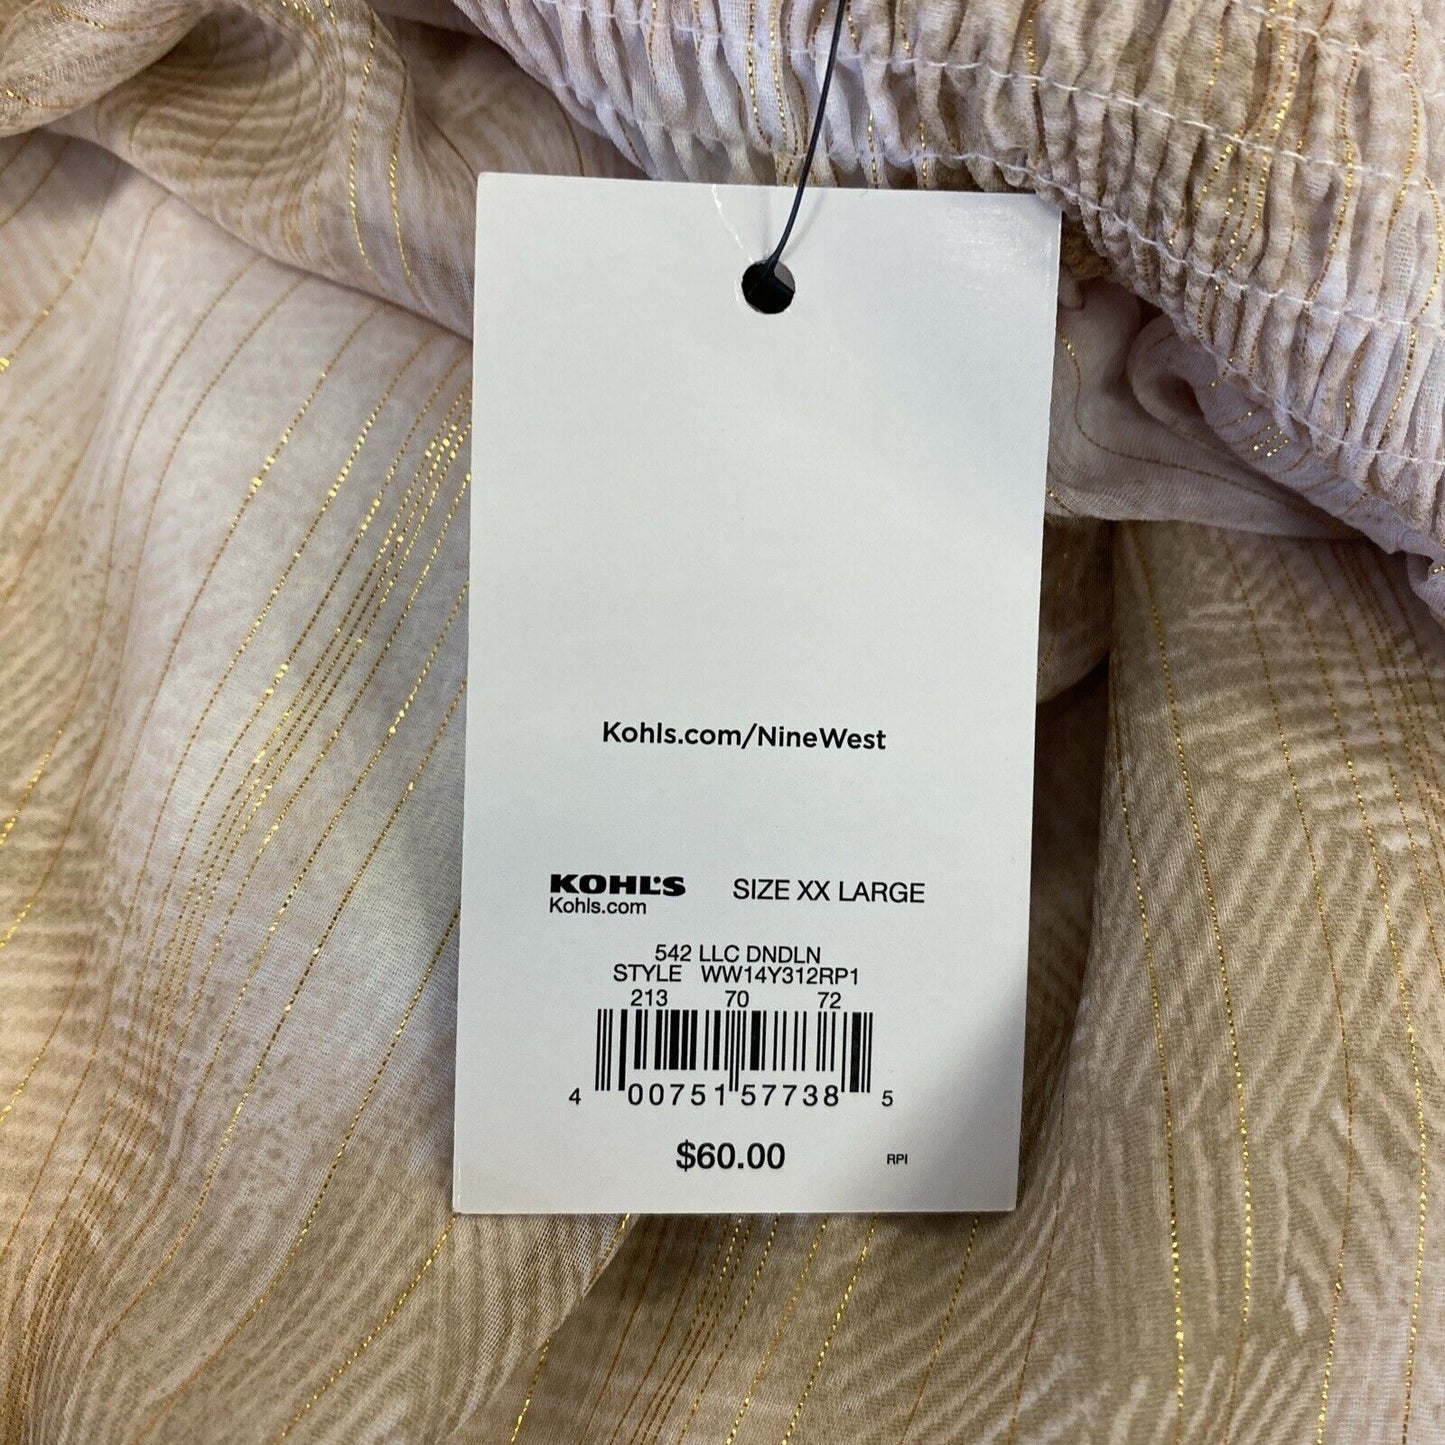 Kohls.com/NineWest
KOHL'S SIZE XX LARGE
Kohls.com
542 LLC DNDLN
STYLE WW14Y312RP1
213 70 72
4 00751 57738 5
$60.00 RPI